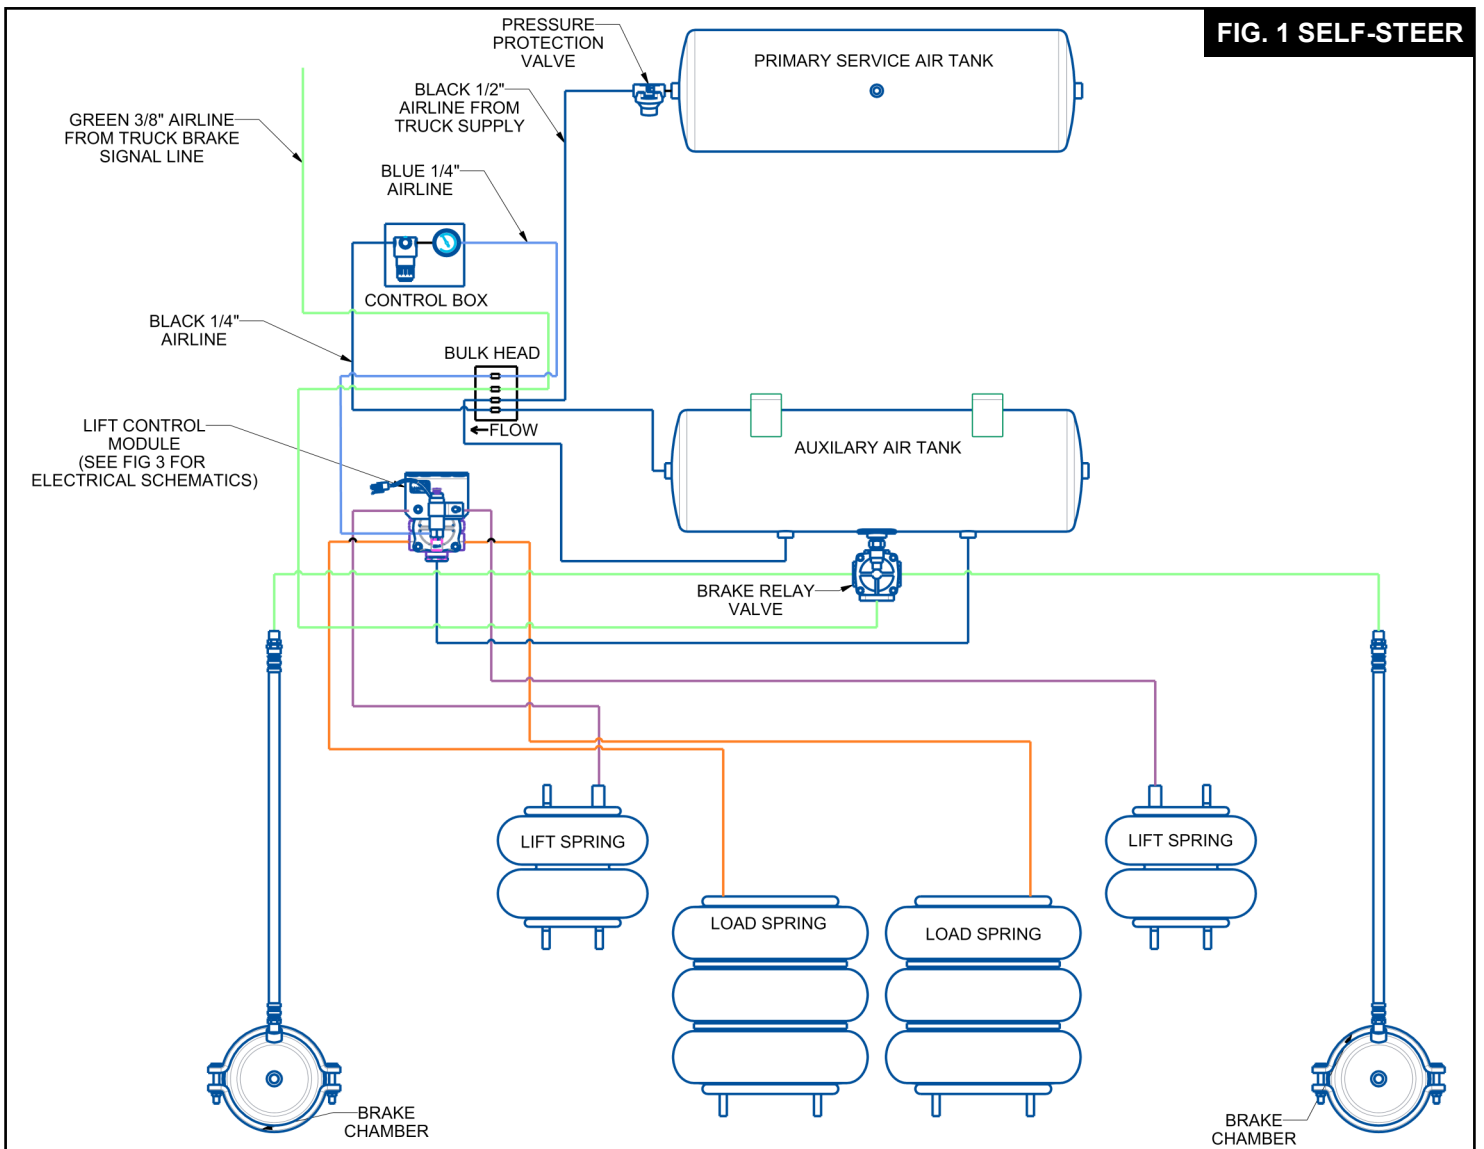 FIG. 1 SELF-STEER
PRESSURE
PROTECTION
VALVE
PRIMARY SERVICE AIR TANK
BLACK 1/2"
AIRLINE FROM
TRUCK SUPPLY
GREEN 3/8" AIRLINE
FROM TRUCK BRAKE
SIGNAL LINE
BLUE 1/4"
AIRLINE
CONTROL BOX
BLACK 1/4"
AIRLINE
BULK HEAD
FLOW
LIFT CONTROL
MODULE
(SEE FIG 3 FOR
ELECTRICAL SCHEMATICS)
AUXILARY AIR TANK
BRAKE RELAY
VALVE
LIFT SPRING
LIFT SPRING
LOAD SPRING
LOAD SPRING
BRAKE
CHAMBER
BRAKE
CHAMBER